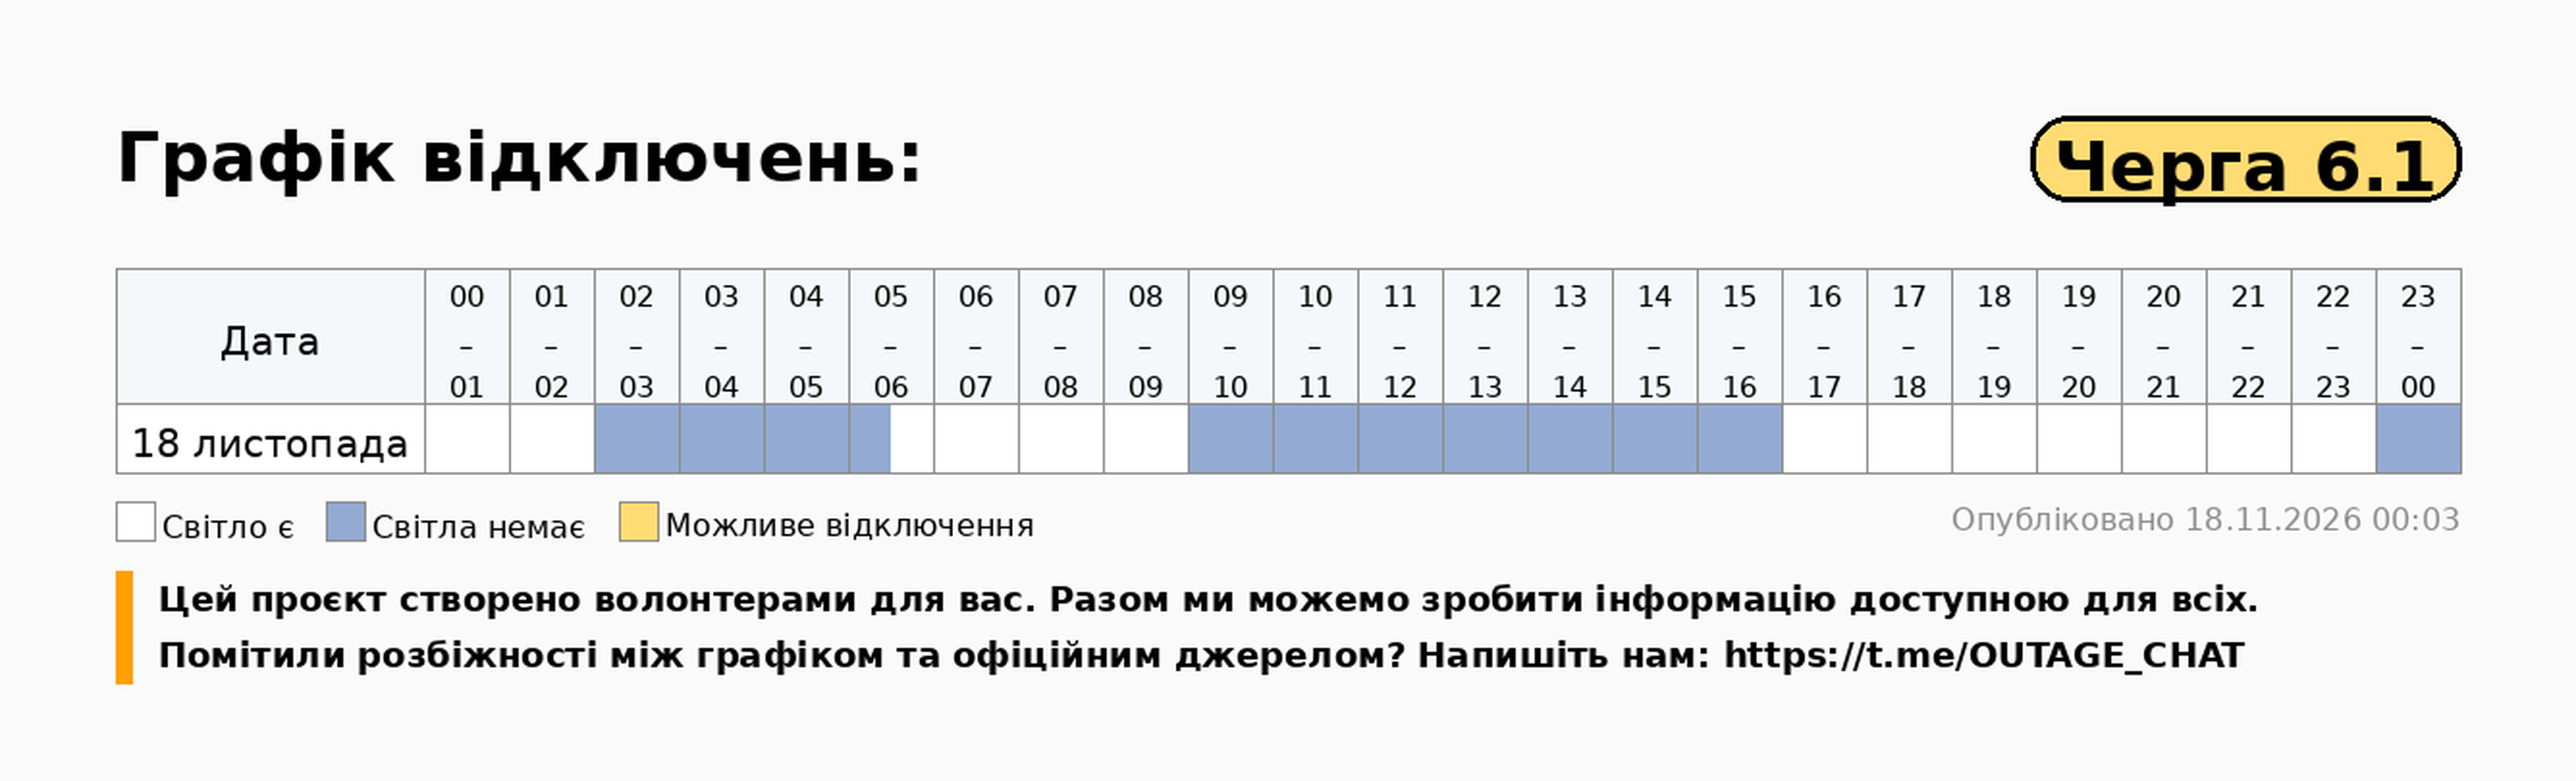 Графік відключень:
Черга 6.1
Дата
00 – 01
01 – 02
02 – 03
03 – 04
04 – 05
05 – 06
06 – 07
07 – 08
08 – 09
09 – 10
10 – 11
11 – 12
12 – 13
13 – 14
14 – 15
15 – 16
16 – 17
17 – 18
18 – 19
19 – 20
20 – 21
21 – 22
22 – 23
23 – 00
18 листопада
Світло є
Світла немає
Можливе відключення
Опубліковано 18.11.2026 00:03
Цей проєкт створено волонтерами для вас. Разом ми можемо зробити інформацію доступною для всіх.
Помітили розбіжності між графіком та офіційним джерелом? Напишіть нам: https://t.me/OUTAGE_CHAT